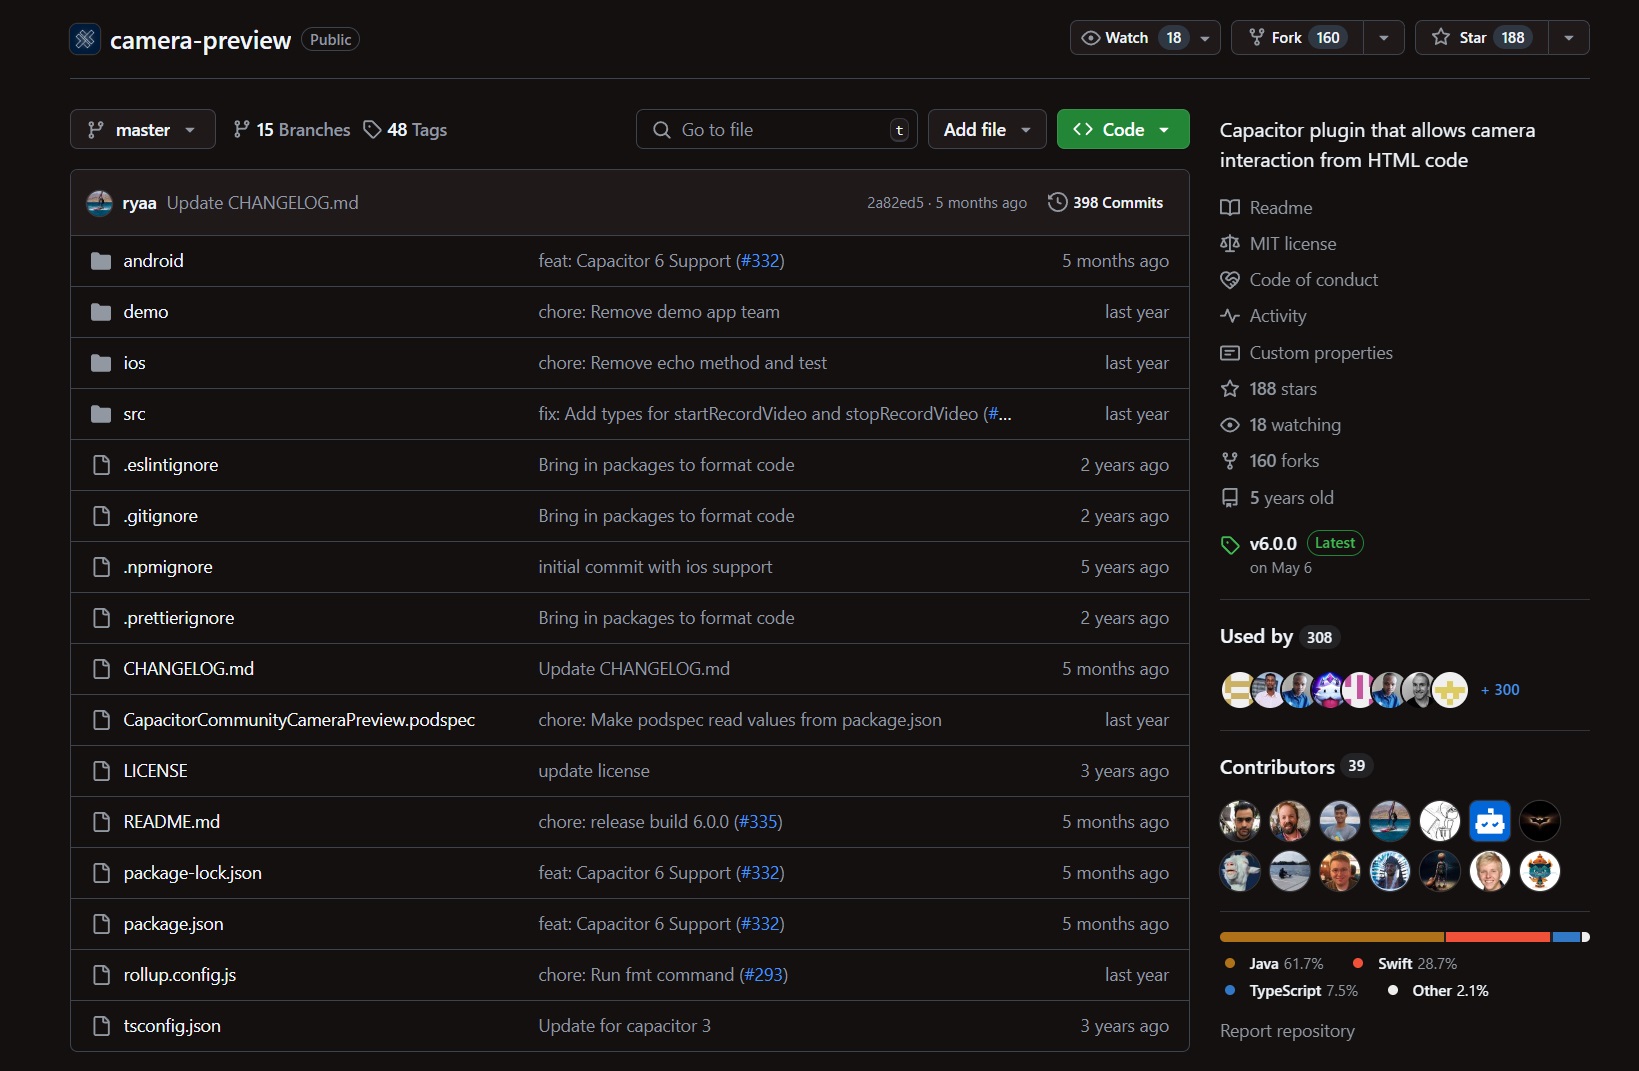 camera-preview Public Watch 18 Fork 160 Star 188
master 15 Branches 48 Tags Go to file t Add file Code
ryaa Update CHANGELOG.md 2a82ed5 · 5 months ago 398 Commits
android feat: Capacitor 6 Support (#332) 5 months ago
demo chore: Remove demo app team last year
ios chore: Remove echo method and test last year
src fix: Add types for startRecordVideo and stopRecordVideo (#... last year
.eslintignore Bring in packages to format code 2 years ago
.gitignore Bring in packages to format code 2 years ago
.npmignore initial commit with ios support 5 years ago
.prettierignore Bring in packages to format code 2 years ago
CHANGELOG.md Update CHANGELOG.md 5 months ago
CapacitorCommunityCameraPreview.podspec chore: Make podspec read values from package.json last year
LICENSE update license 3 years ago
README.md chore: release build 6.0.0 (#335) 5 months ago
package-lock.json feat: Capacitor 6 Support (#332) 5 months ago
package.json feat: Capacitor 6 Support (#332) 5 months ago
rollup.config.js chore: Run fmt command (#293) last year
tsconfig.json Update for capacitor 3 3 years ago
Capacitor plugin that allows camera
interaction from HTML code
Readme
MIT license
Code of conduct
Activity
Custom properties
188 stars
18 watching
160 forks
5 years old
v6.0.0 Latest
on May 6
Used by 308
+ 300
Contributors 39
Java 61.7% Swift 28.7%
TypeScript 7.5% Other 2.1%
Report repository